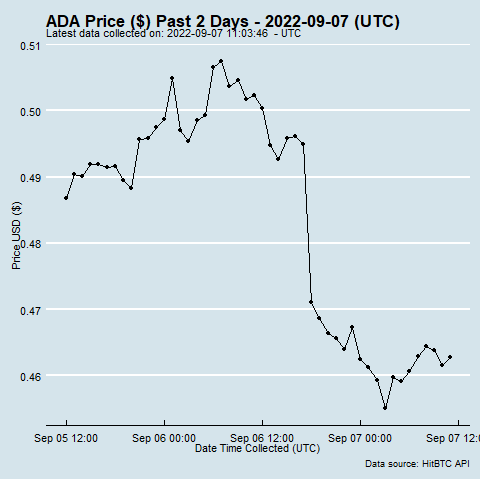 ADA Price ($) Past 2 Days - 2022-09-07 (UTC)
Latest data collected on: 2022-09-07 11:03:46  - UTC
0.51
0.50
0.49
0.48
0.47
0.46
Price USD ($)
Sep 05 12:00
Sep 06 00:00
Sep 06 12:00
Sep 07 00:00
Sep 07 12:
Date Time Collected (UTC)
Data source: HitBTC API